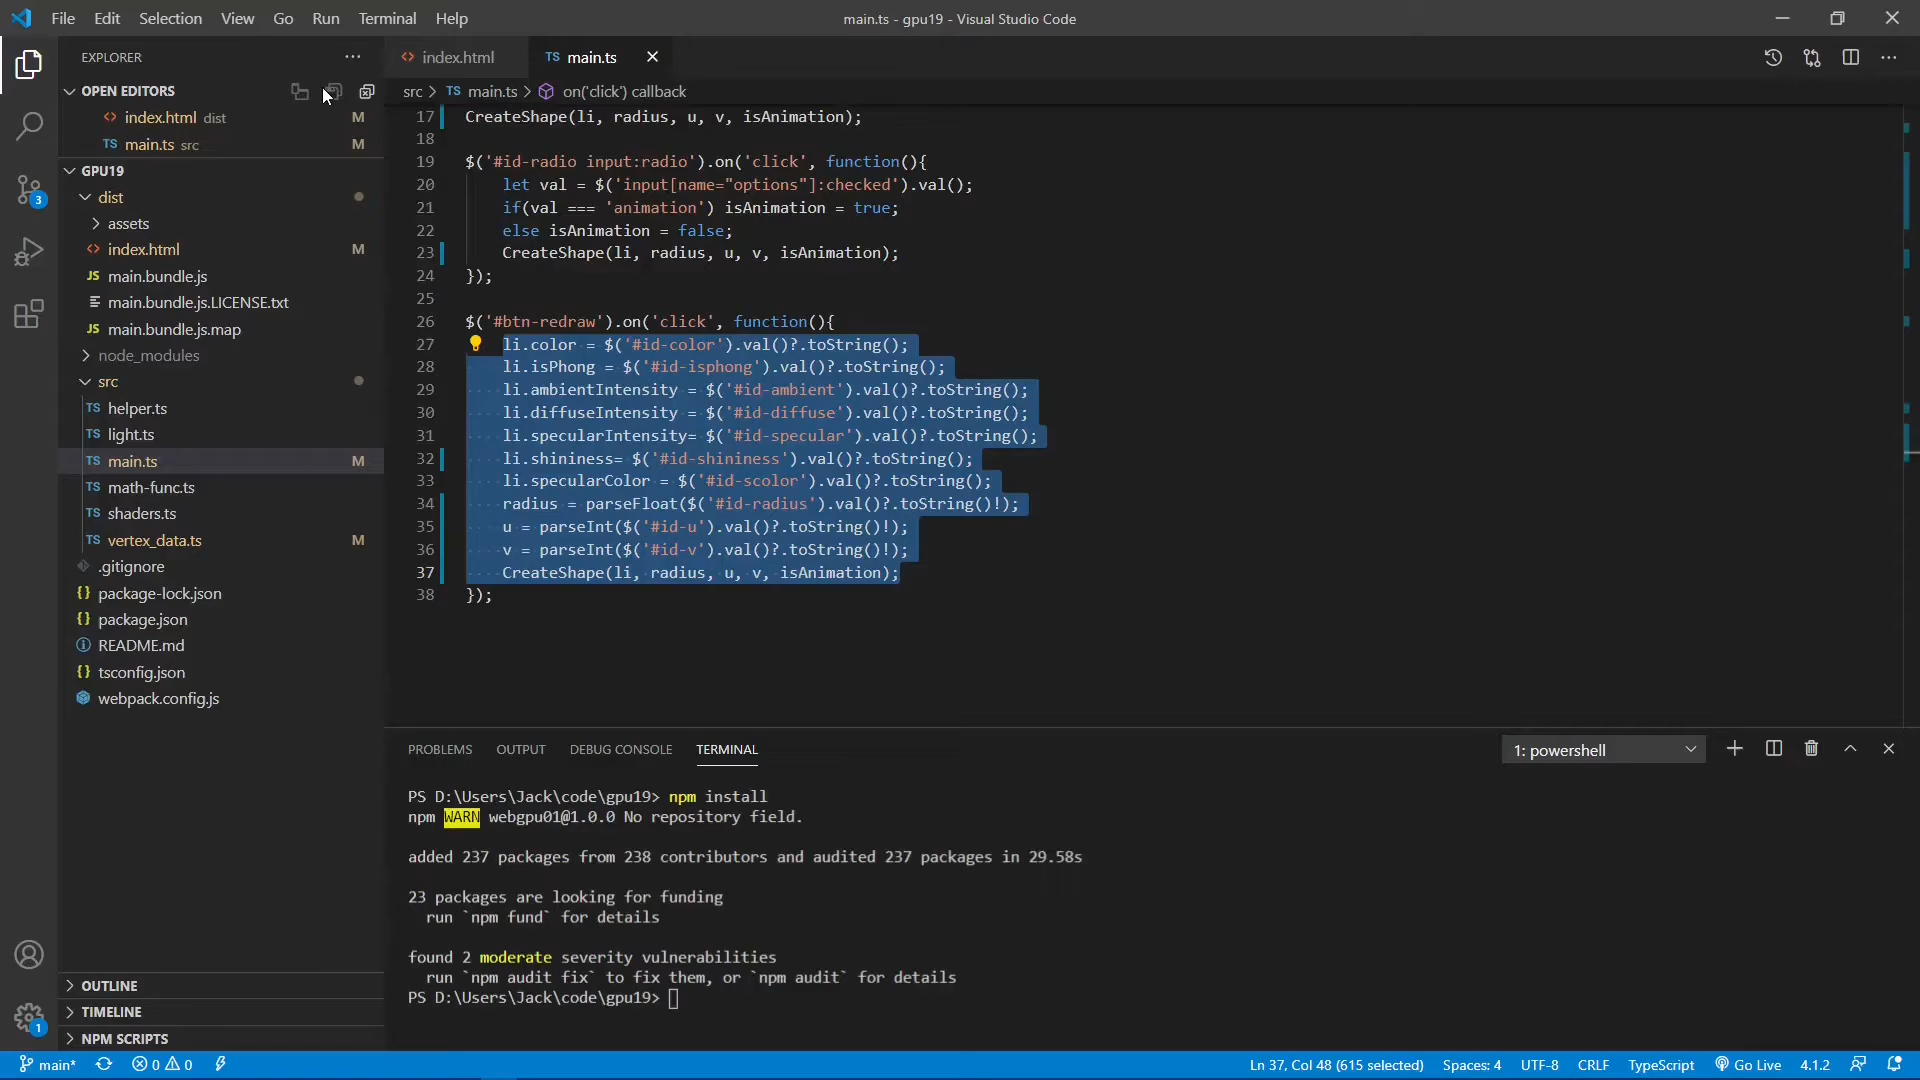 File Edit Selection View Go Run Terminal Help
main.ts - gpu19 - Visual Studio Code
EXPLORER
OPEN EDITORS
index.html dist M
main.ts src M
GPU19
dist
assets
index.html M
main.bundle.js
main.bundle.js.LICENSE.txt
main.bundle.js.map
node_modules
src
helper.ts
light.ts
main.ts M
math-func.ts
shaders.ts
vertex_data.ts M
.gitignore
package-lock.json
package.json
README.md
tsconfig.json
webpack.config.js
OUTLINE
TIMELINE
NPM SCRIPTS
3
1
index.html
TS main.ts
src > TS main.ts > on('click') callback
17 CreateShape(li, radius, u, v, isAnimation);
18
19 $('#id-radio input:radio').on('click', function(){
20 let val = $('input[name="options"]:checked').val();
21 if(val === 'animation') isAnimation = true;
22 else isAnimation = false;
23 CreateShape(li, radius, u, v, isAnimation);
24 });
25
26 $('#btn-redraw').on('click', function(){
27 li.color = $('#id-color').val()?.toString();
28 li.isPhong = $('#id-isphong').val()?.toString();
29 li.ambientIntensity = $('#id-ambient').val()?.toString();
30 li.diffuseIntensity = $('#id-diffuse').val()?.toString();
31 li.specularIntensity= $('#id-specular').val()?.toString();
32 li.shininess= $('#id-shininess').val()?.toString();
33 li.specularColor = $('#id-scolor').val()?.toString();
34 radius = parseFloat($('#id-radius').val()?.toString()!);
35 u = parseInt($('#id-u').val()?.toString()!);
36 v = parseInt($('#id-v').val()?.toString()!);
37 CreateShape(li, radius, u, v, isAnimation);
38 });
PROBLEMS OUTPUT DEBUG CONSOLE TERMINAL
1: powershell
PS D:\Users\Jack\code\gpu19> npm install
npm WARN webgpu01@1.0.0 No repository field.
added 237 packages from 238 contributors and audited 237 packages in 29.58s
23 packages are looking for funding
run `npm fund` for details
found 2 moderate severity vulnerabilities
run `npm audit fix` to fix them, or `npm audit` for details
PS D:\Users\Jack\code\gpu19>
main* 0 0
Ln 37, Col 48 (615 selected) Spaces: 4 UTF-8 CRLF TypeScript Go Live 4.1.2